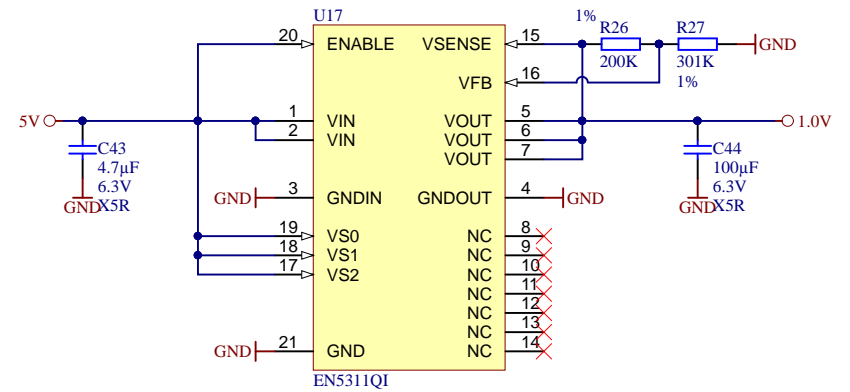 U17
1%
R26
R27
20
ENABLE
VSENSE
15
GND
200K
301K
VFB
16
1%
5V
1
VIN
VOUT
5
1.0V
2
VIN
VOUT
6
VOUT
7
C43
4.7µF
6.3V
X5R
GND
C44
100µF
6.3V
X5R
GND
GND
3
GNDIN
GNDOUT
4
GND
19
VS0
NC
8
18
VS1
NC
9
17
VS2
NC
10
NC
11
NC
12
NC
13
GND
21
GND
NC
14
EN5311QI